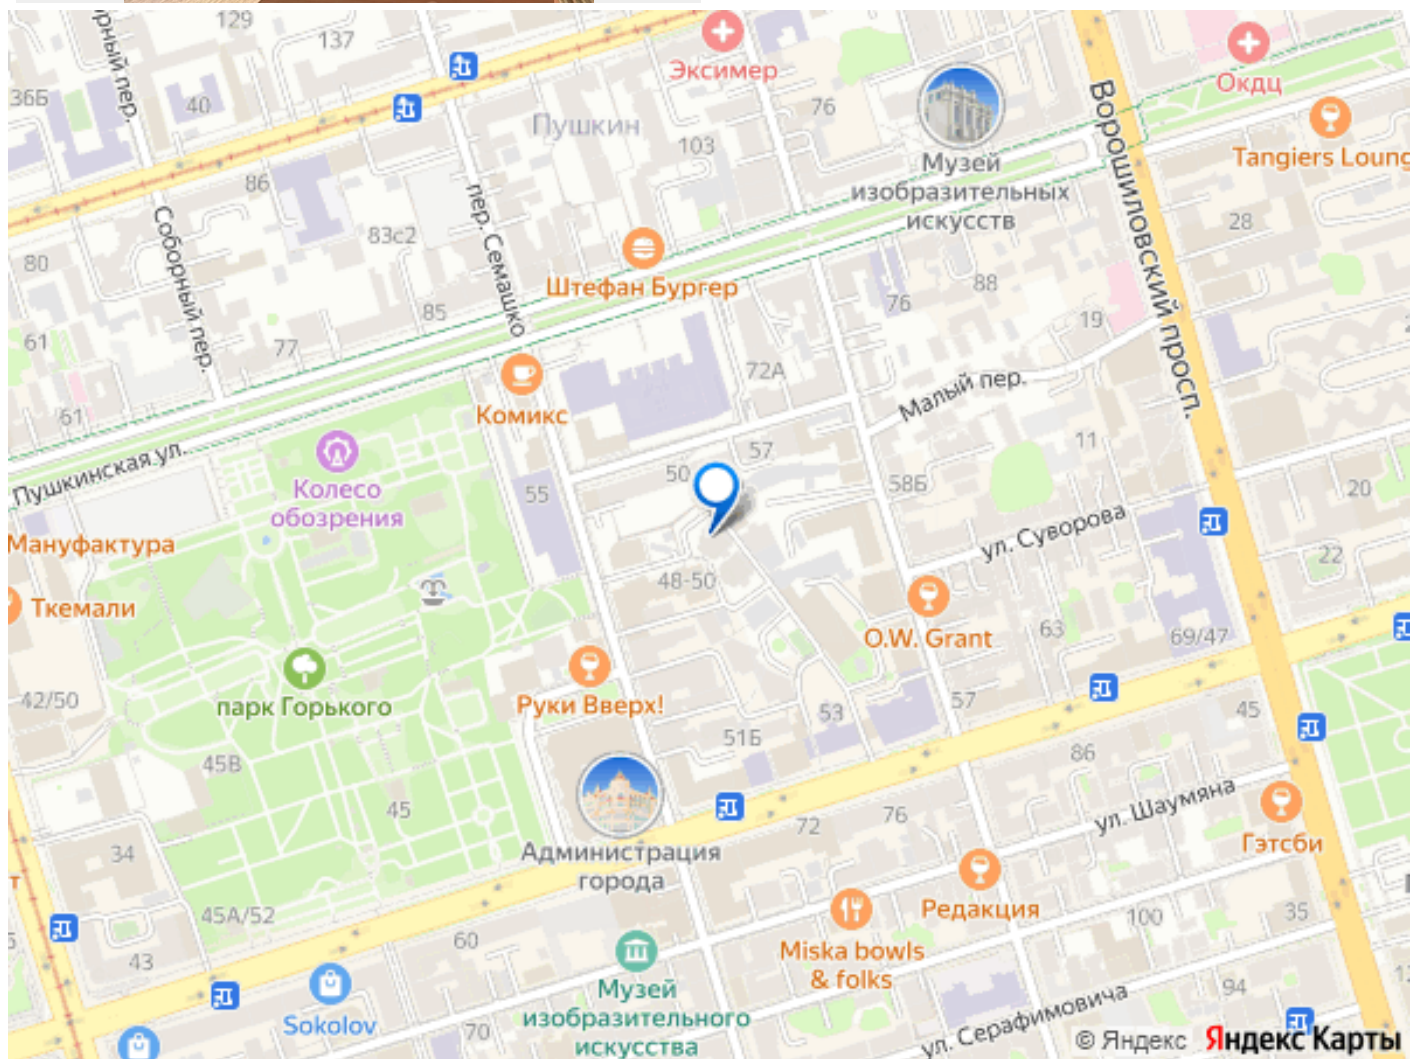 129
137
Эксимер
Окдц
36Б
40
76
Пушкин
103
Tangiers Loung
Музей
изобразительных
искусств
Ворошиловский просп.
86
пер. Семашко
Соборный пер.
83с2
28
80
Штефан Бургер
88
76
85
19
61
77
72А
Малый пер.
61
Комикс
11
57
Пушкинская ул.
Колесо
обозрения
50
55
58Б
20
ул. Суворова
Мануфактура
22
48-50
Ткемали
O.W. Grant
63
69/47
42/50
парк Горького
Руки Вверх!
53
57
45
51Б
45В
86
45
ул. Шаумяна
72
76
34
Администрация
города
Гэтсби
45А/52
Редакция
100
35
60
43
Miska bowls
& folks
Sokolov
70
Музей
изобразительного
искусства
94
ул. Серафимовича
© Яндекс Яндекс Карты